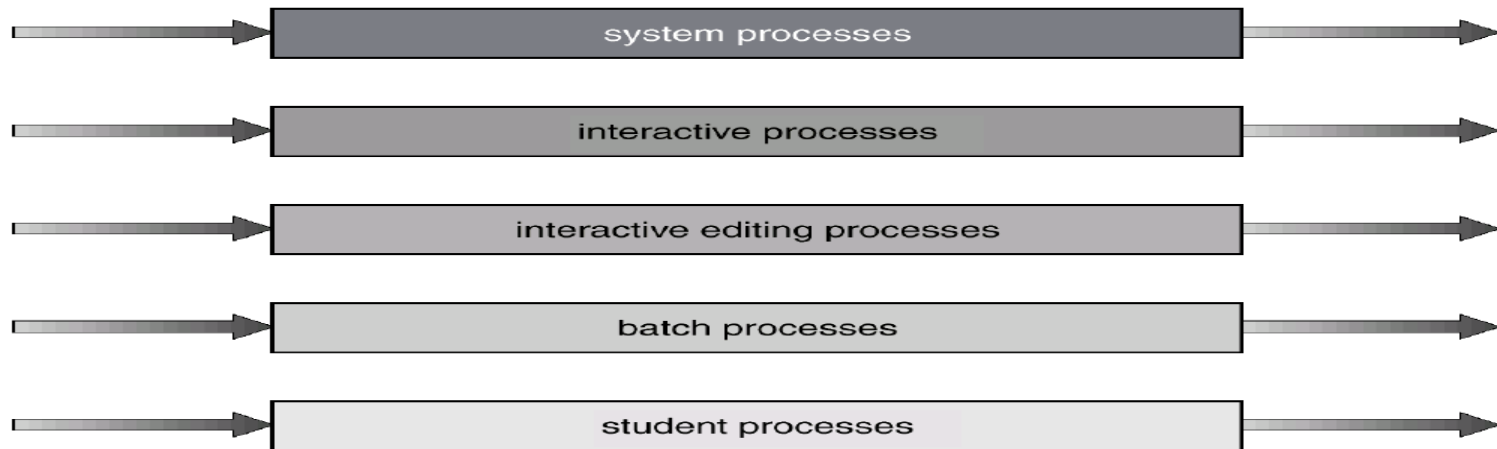 system processes
interactive processes
interactive editing processes
batch processes
student processes